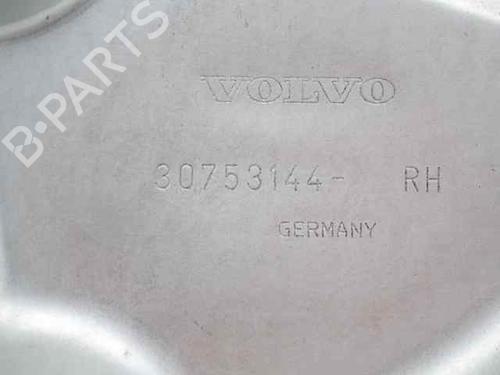 B-PARTS
VOLVO
30753144- RH
GERMANY